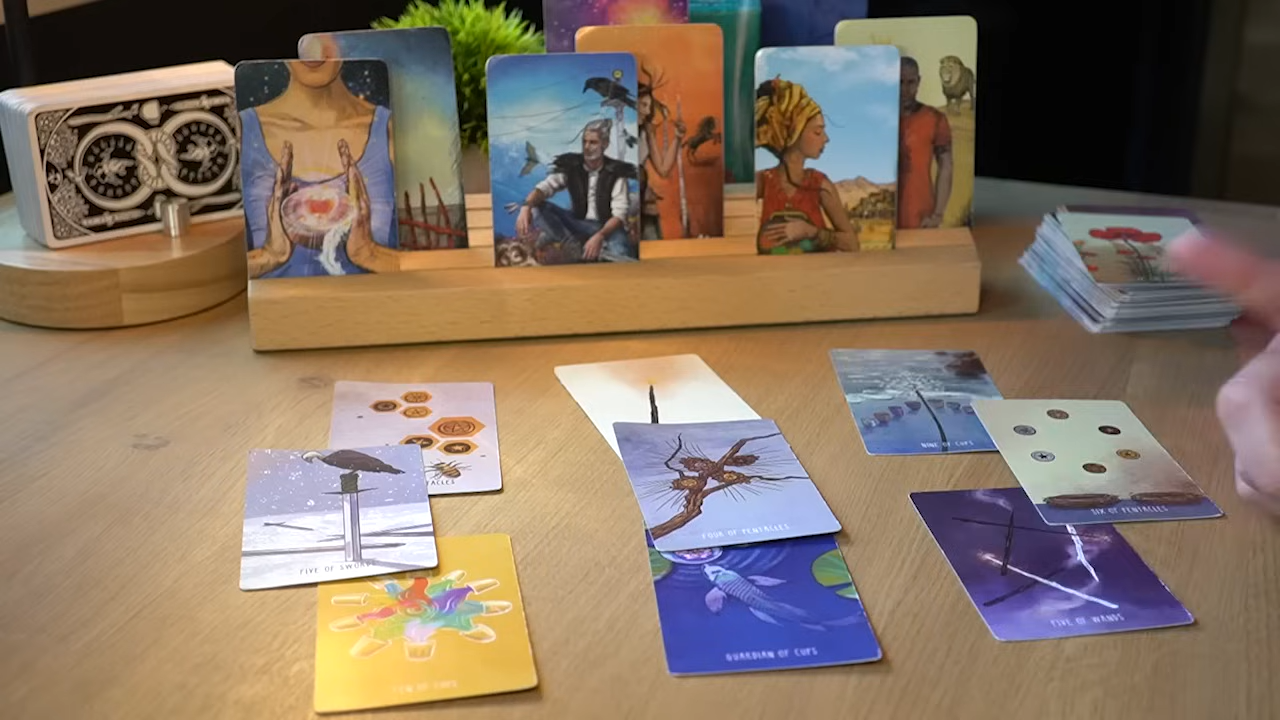 NINE OF CUPS
TACLES
SIX OF PENTACLES
FOUR OF PENTACLES
FIVE OF SWORDS
FIVE OF WANDS
GUARDIAN OF CUPS
TEN OF CUPS